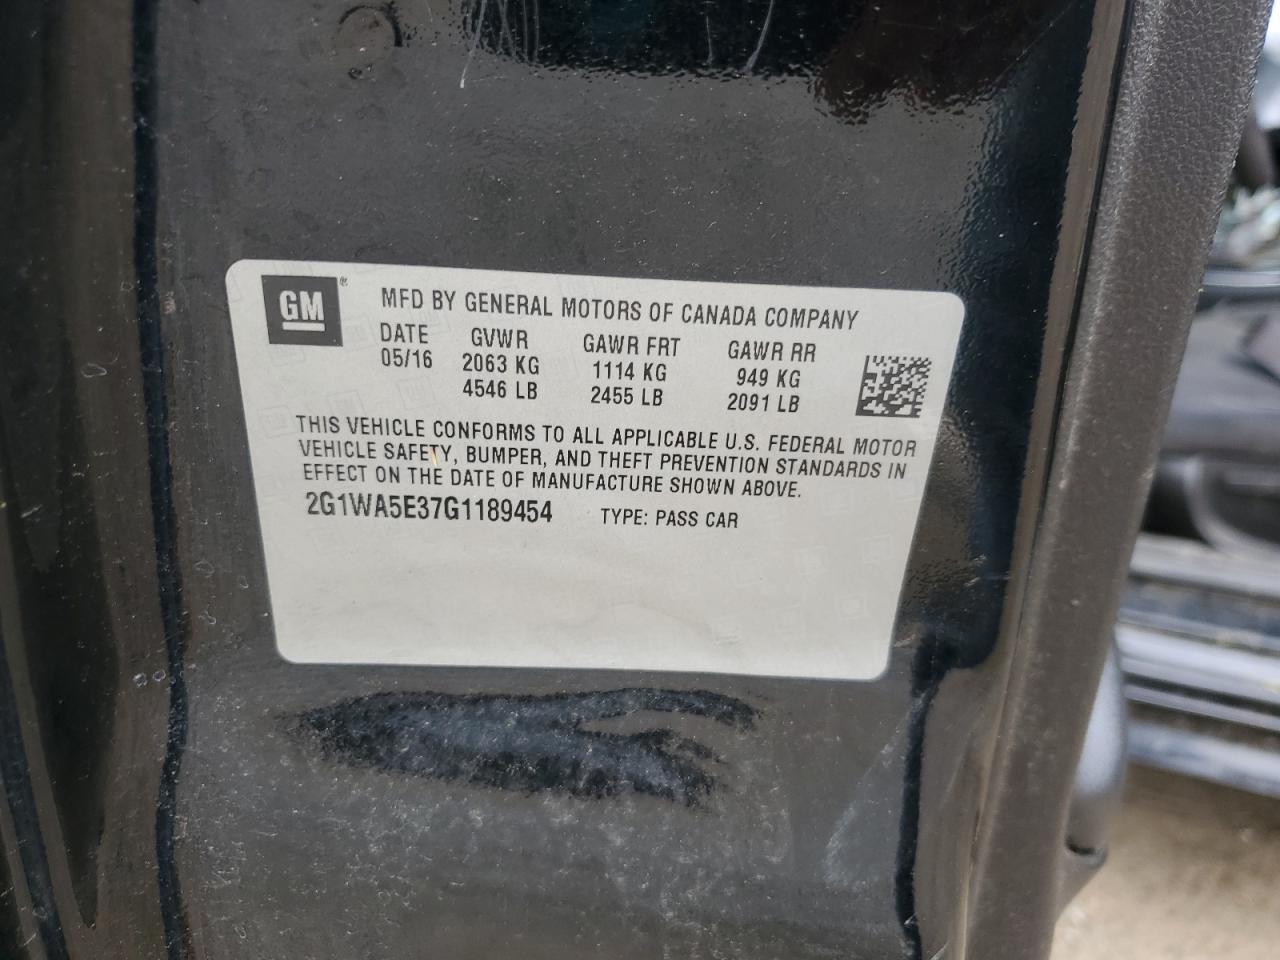 GM ® MFD BY GENERAL MOTORS OF CANADA COMPANY
DATE GVWR GAWR FRT GAWR RR
05/16 2063 KG 1114 KG 949 KG
4546 LB 2455 LB 2091 LB
THIS VEHICLE CONFORMS TO ALL APPLICABLE U.S. FEDERAL MOTOR
VEHICLE SAFETY, BUMPER, AND THEFT PREVENTION STANDARDS IN
EFFECT ON THE DATE OF MANUFACTURE SHOWN ABOVE.
2G1WA5E37G1189454 TYPE: PASS CAR